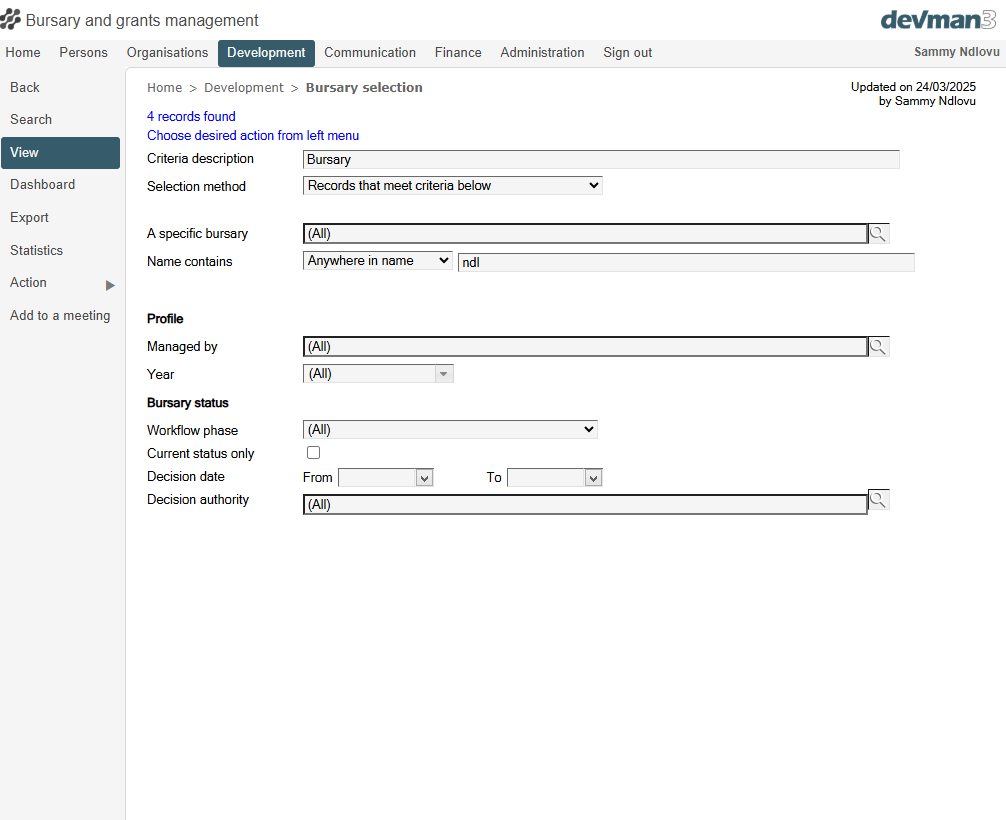 Bursary and grants management
devman3
Home Persons Organisations Development Communication Finance Administration Sign out Sammy Ndlovu
Back
Search
View
Dashboard
Export
Statistics
Action
Add to a meeting
Home > Development > Bursary selection
Updated on 24/03/2025
by Sammy Ndlovu
4 records found
Choose desired action from left menu
Criteria description Bursary
Selection method Records that meet criteria below
A specific bursary (All)
Name contains Anywhere in name ndl
Profile
Managed by (All)
Year (All)
Bursary status
Workflow phase (All)
Current status only
Decision date From To
Decision authority (All)